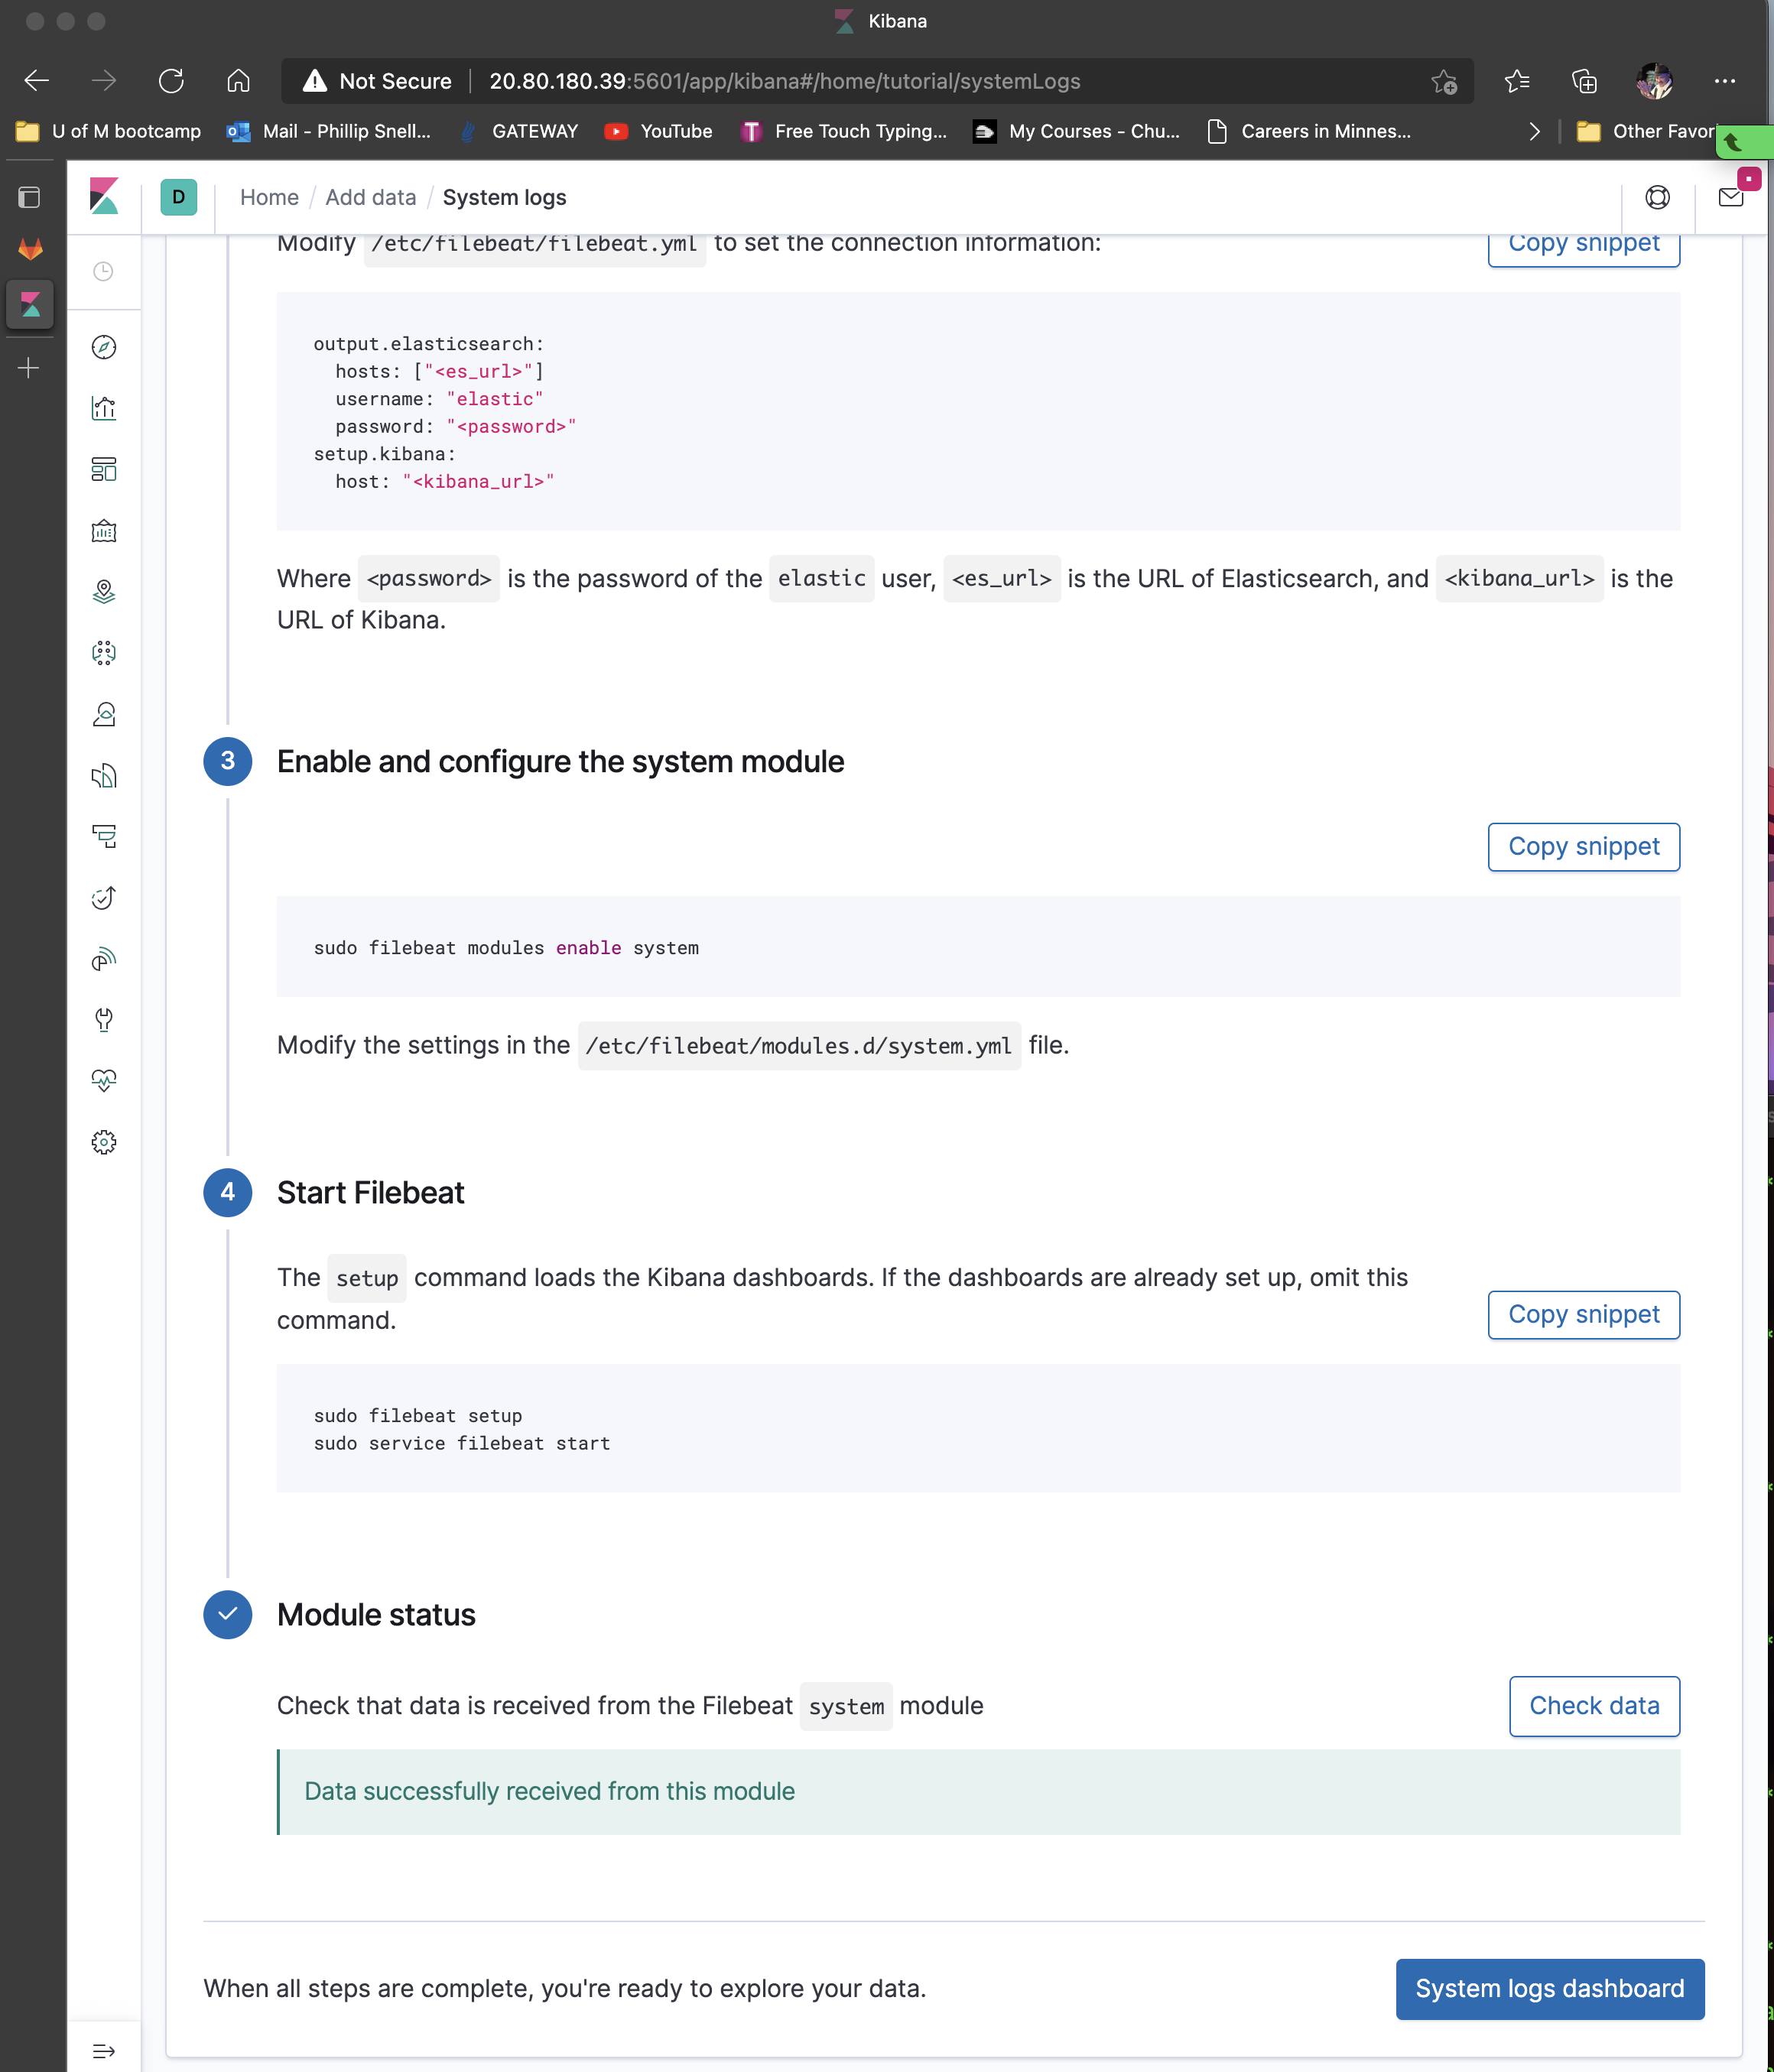 Kibana
Not Secure 20.80.180.39:5601/app/kibana#/home/tutorial/systemLogs
U of M bootcamp Mail - Phillip Snell... GATEWAY YouTube Free Touch Typing... My Courses - Chu... Careers in Minnes... Other Favor
D Home / Add data / System logs
Modify /etc/filebeat/filebeat.yml to set the connection information:
Copy snippet
output.elasticsearch:
hosts: ["<es_url>"]
username: "elastic"
password: "<password>"
setup.kibana:
host: "<kibana_url>"
Where <password> is the password of the elastic user, <es_url> is the URL of Elasticsearch, and <kibana_url> is the
URL of Kibana.
3 Enable and configure the system module
Copy snippet
sudo filebeat modules enable system
Modify the settings in the /etc/filebeat/modules.d/system.yml file.
4 Start Filebeat
The setup command loads the Kibana dashboards. If the dashboards are already set up, omit this
command.
Copy snippet
sudo filebeat setup
sudo service filebeat start
Module status
Check that data is received from the Filebeat system module
Check data
Data successfully received from this module
When all steps are complete, you're ready to explore your data.
System logs dashboard